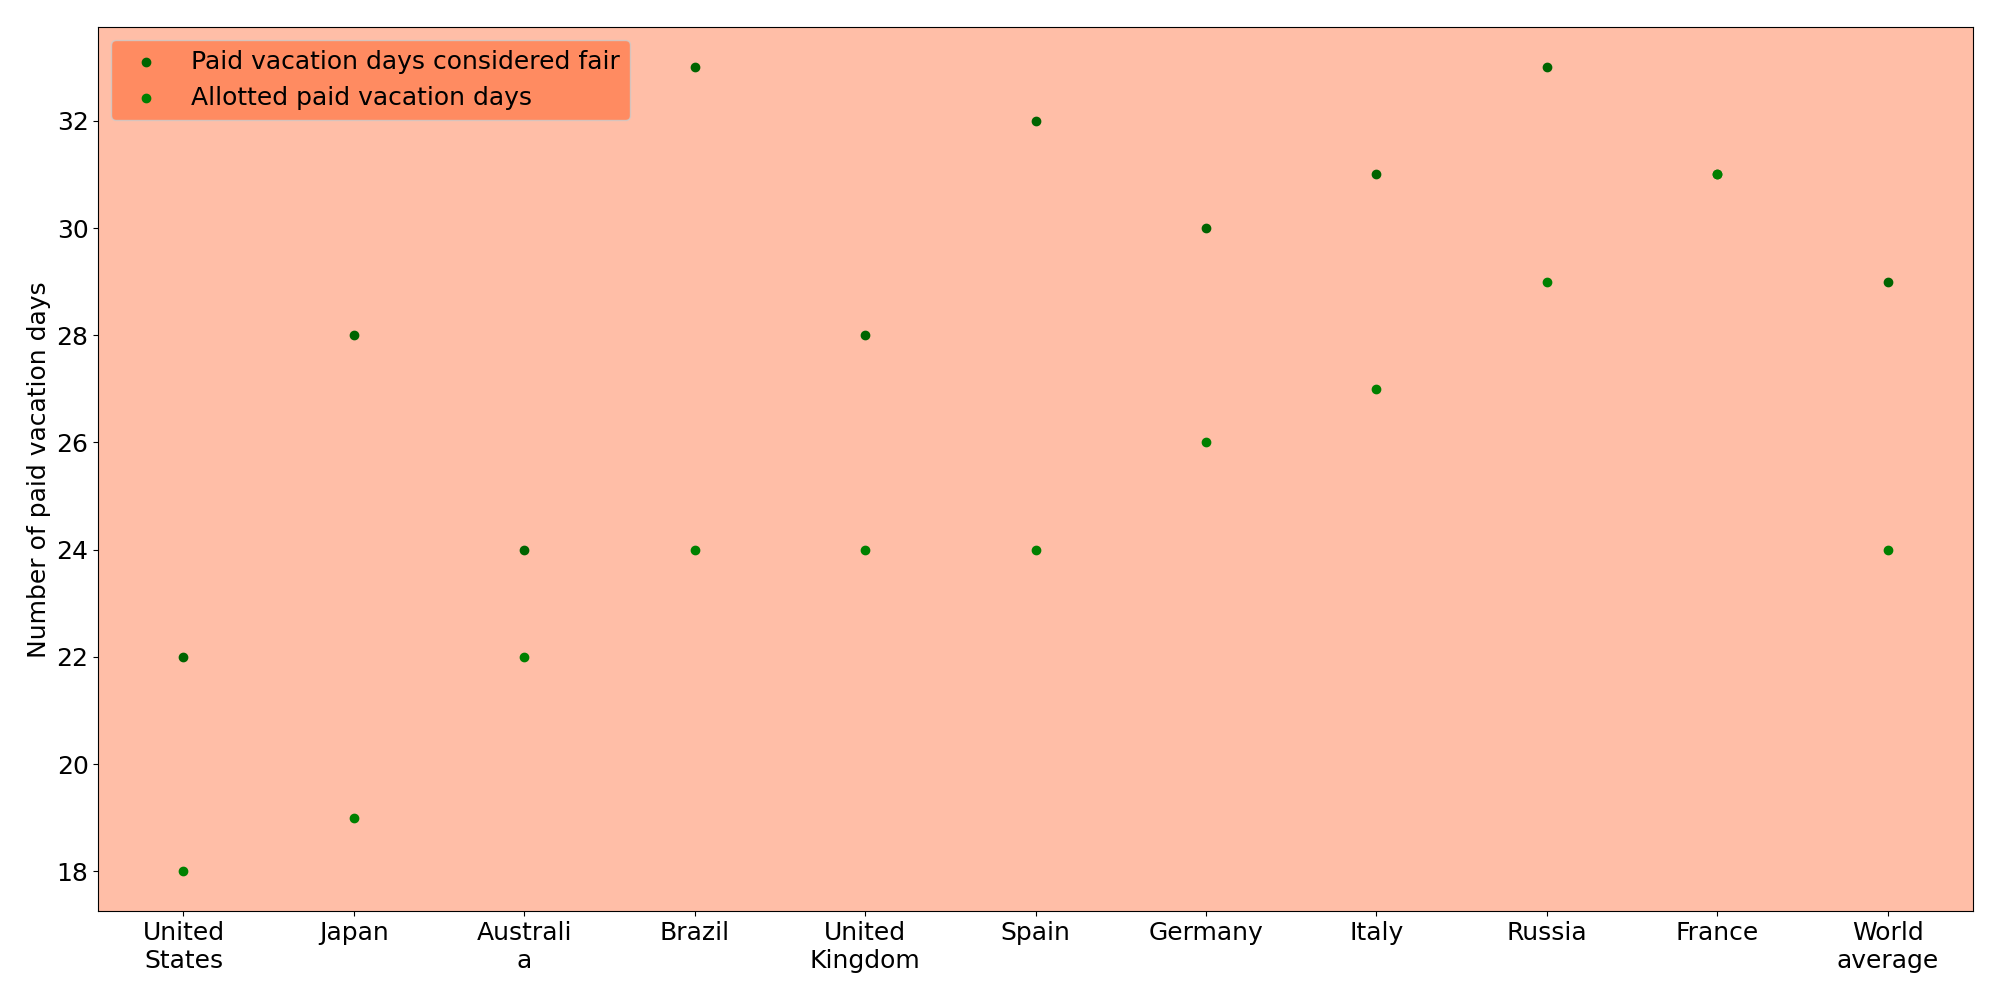 Paid vacation days considered fair
Allotted paid vacation days
Number of paid vacation days
32
30
28
26
24
22
20
18
United
States
Japan
Australi
a
Brazil
United
Kingdom
Spain
Germany
Italy
Russia
France
World
average